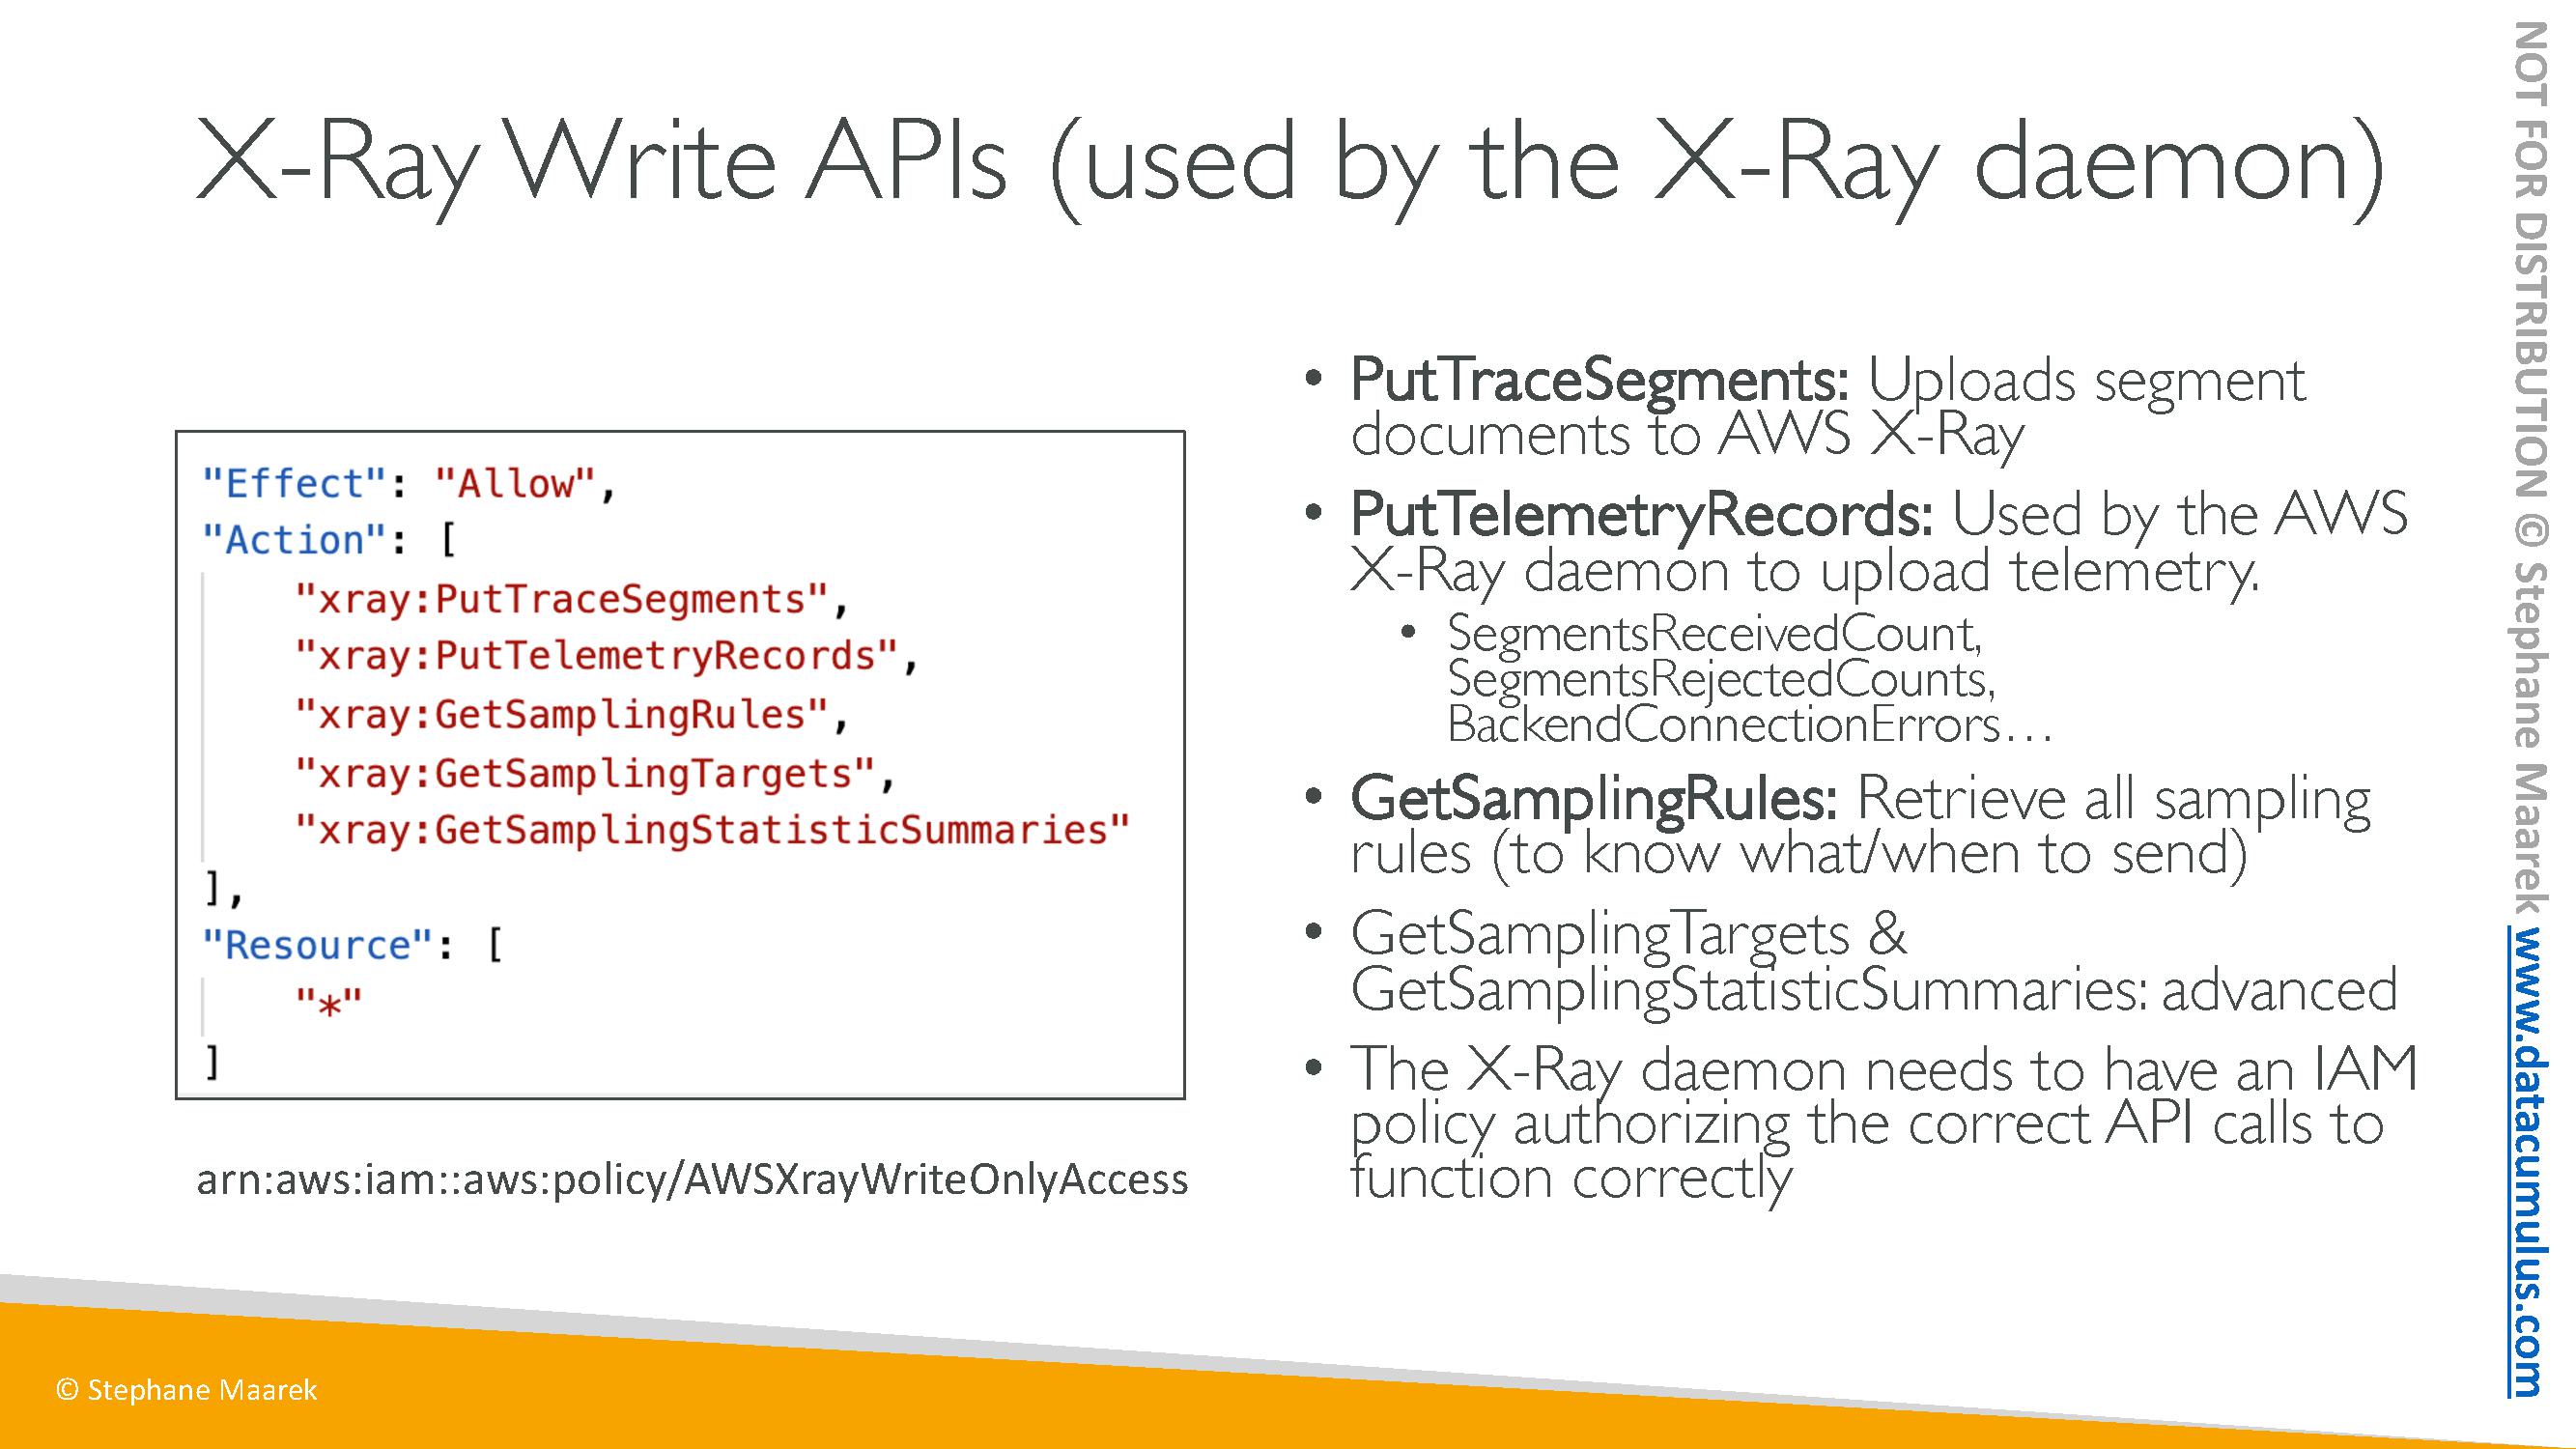 X-Ray Write APIs (used by the X-Ray daemon)
"Effect": "Allow",
"Action": [
"xray:PutTraceSegments",
"xray:PutTelemetryRecords",
"xray:GetSamplingRules",
"xray:GetSamplingTargets",
"xray:GetSamplingStatisticSummaries"
],
"Resource": [
"*"
]
arn:aws:iam::aws:policy/AWSXrayWriteOnlyAccess
• PutTraceSegments: Uploads segment
documents to AWS X-Ray
• PutTelemetryRecords: Used by the AWS
X-Ray daemon to upload telemetry.
• SegmentsReceivedCount,
SegmentsRejectedCounts,
BackendConnectionErrors…
• GetSamplingRules: Retrieve all sampling
rules (to know what/when to send)
• GetSamplingTargets &
GetSamplingStatisticSummaries: advanced
• The X-Ray daemon needs to have an IAM
policy authorizing the correct API calls to
function correctly
© Stephane Maarek
NOT FOR DISTRIBUTION © Stephane Maarek www.datacumulus.com